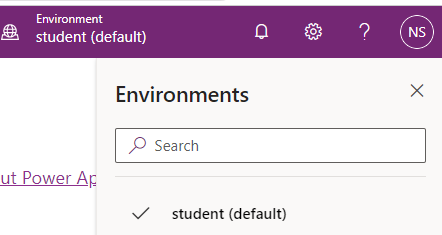 Environment
student (default)
NS
Environments
Search
ut Power Ap
student (default)